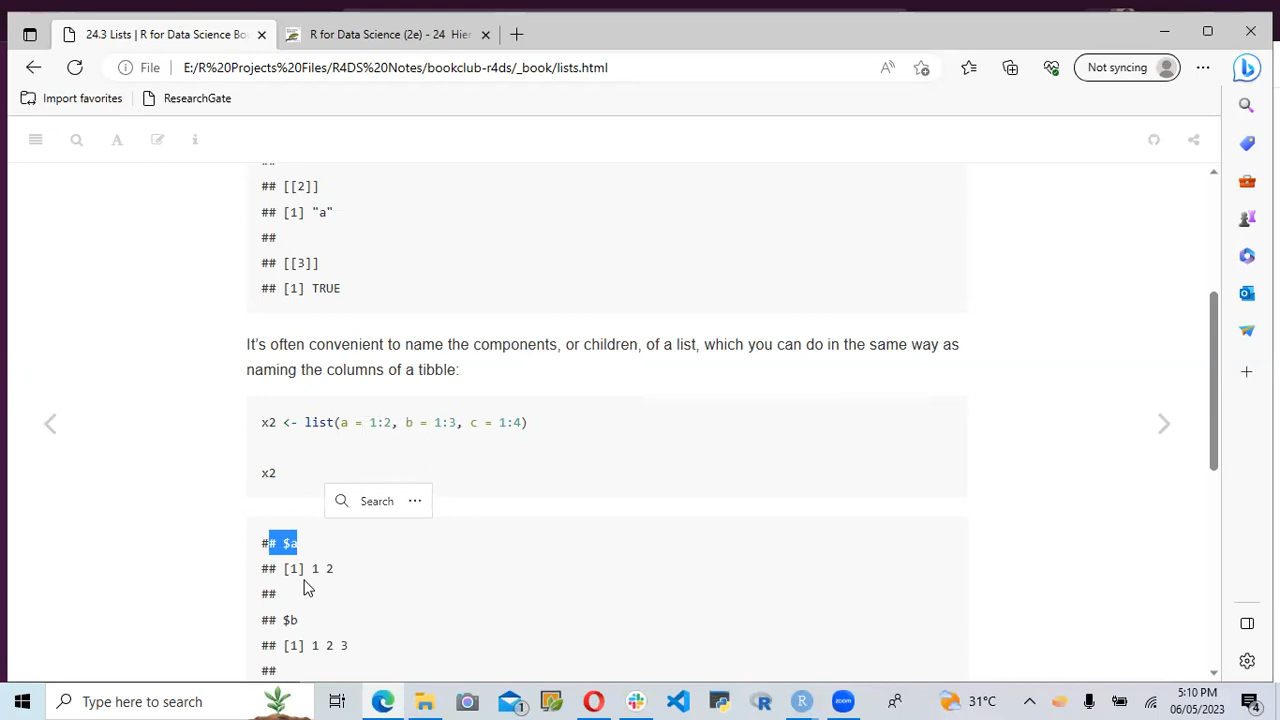 24.3 Lists | R for Data Science Bo
R for Data Science (2e) - 24 Hier
File
E:/R%20Projects%20Files/R4DS%20Notes/bookclub-r4ds/_book/lists.html
Not syncing
Import favorites
ResearchGate
##
## [[2]]
## [1] "a"
##
## [[3]]
## [1] TRUE
It's often convenient to name the components, or children, of a list, which you can do in the same way as
naming the columns of a tibble:
x2 <- list(a = 1:2, b = 1:3, c = 1:4)
x2
Search
## $a
## [1] 1 2
##
## $b
## [1] 1 2 3
##
Type here to search
31°C
5:10 PM
06/05/2023